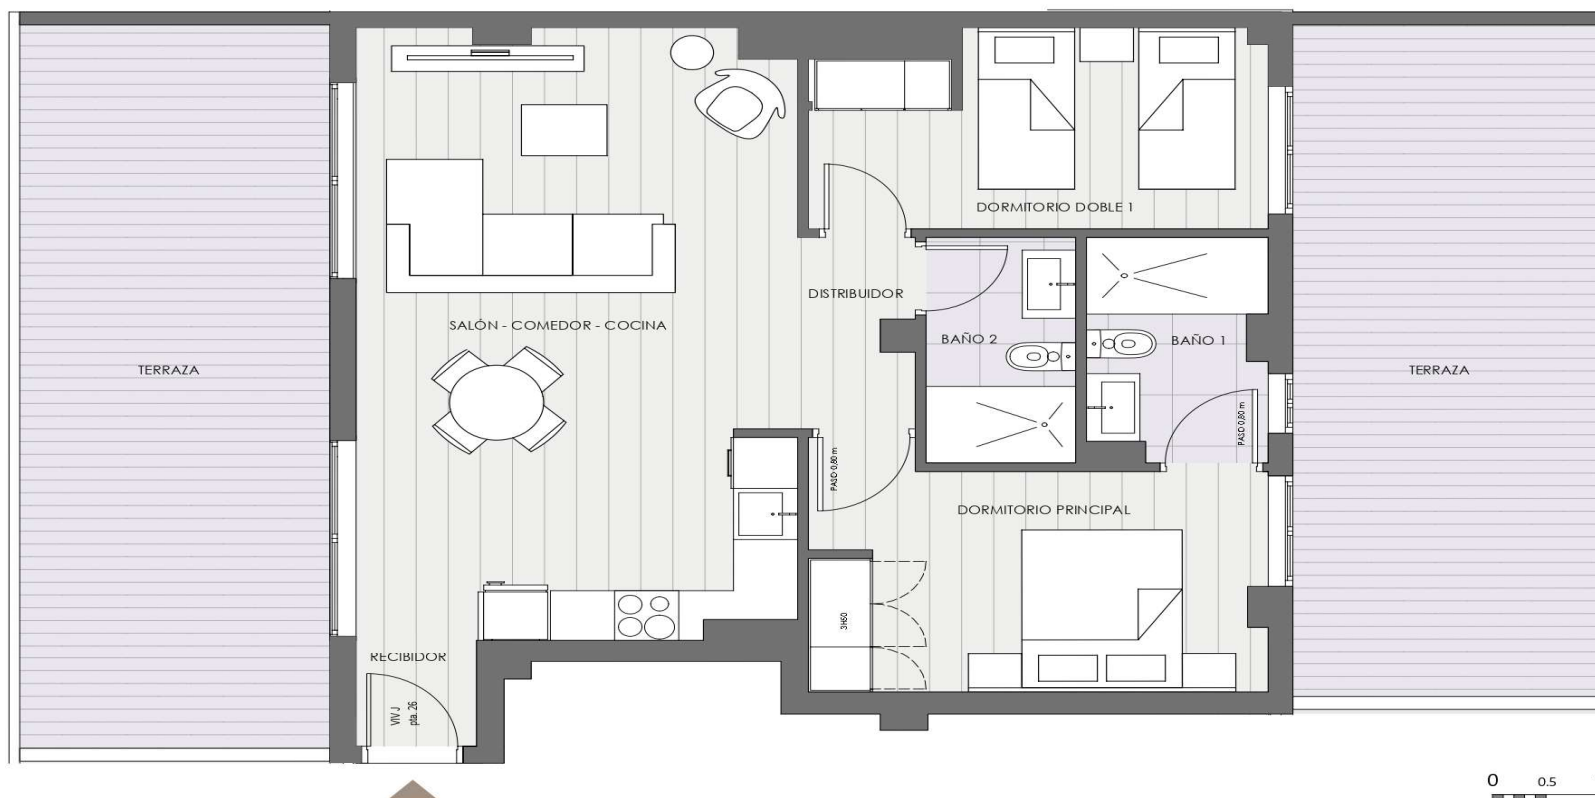 DORMITORIO DOBLE 1
DISTRIBUIDOR
SALÓN - COMEDOR - COCINA
BAÑO 2
BAÑO 1
TERRAZA
TERRAZA
PASO 0,80 m
PASO 0,80 m
DORMITORIO PRINCIPAL
3H60
RECIBIDOR
VIV J
pta. 26
0 0.5